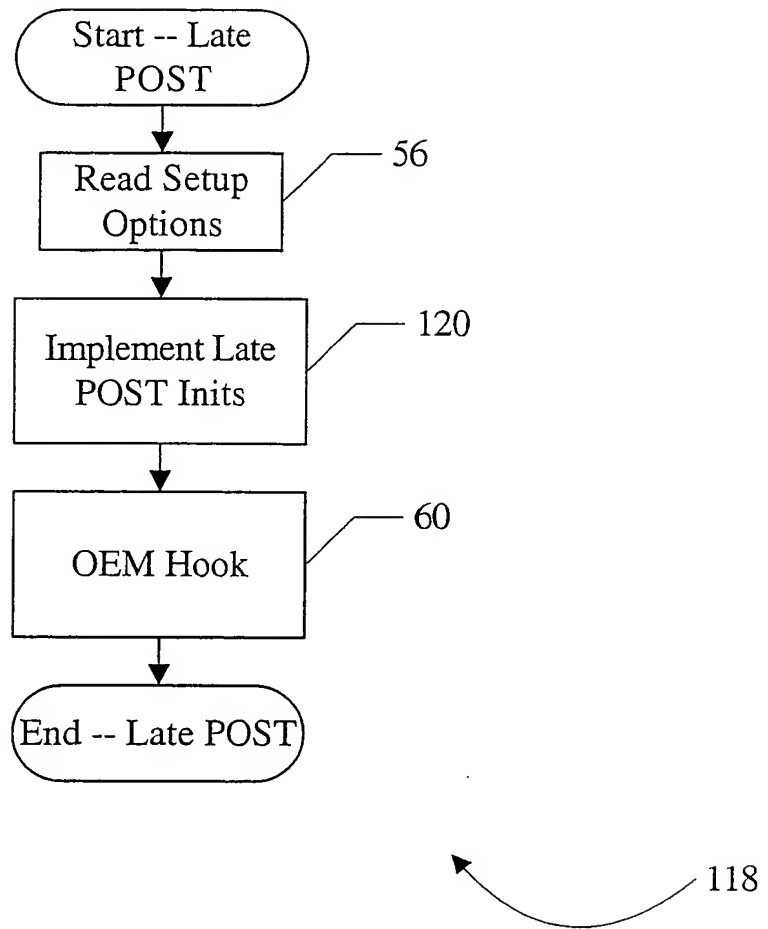 Start -- Late
POST
56
Read Setup
Options
120
Implement Late
POST Inits
60
OEM Hook
End -- Late POST
118